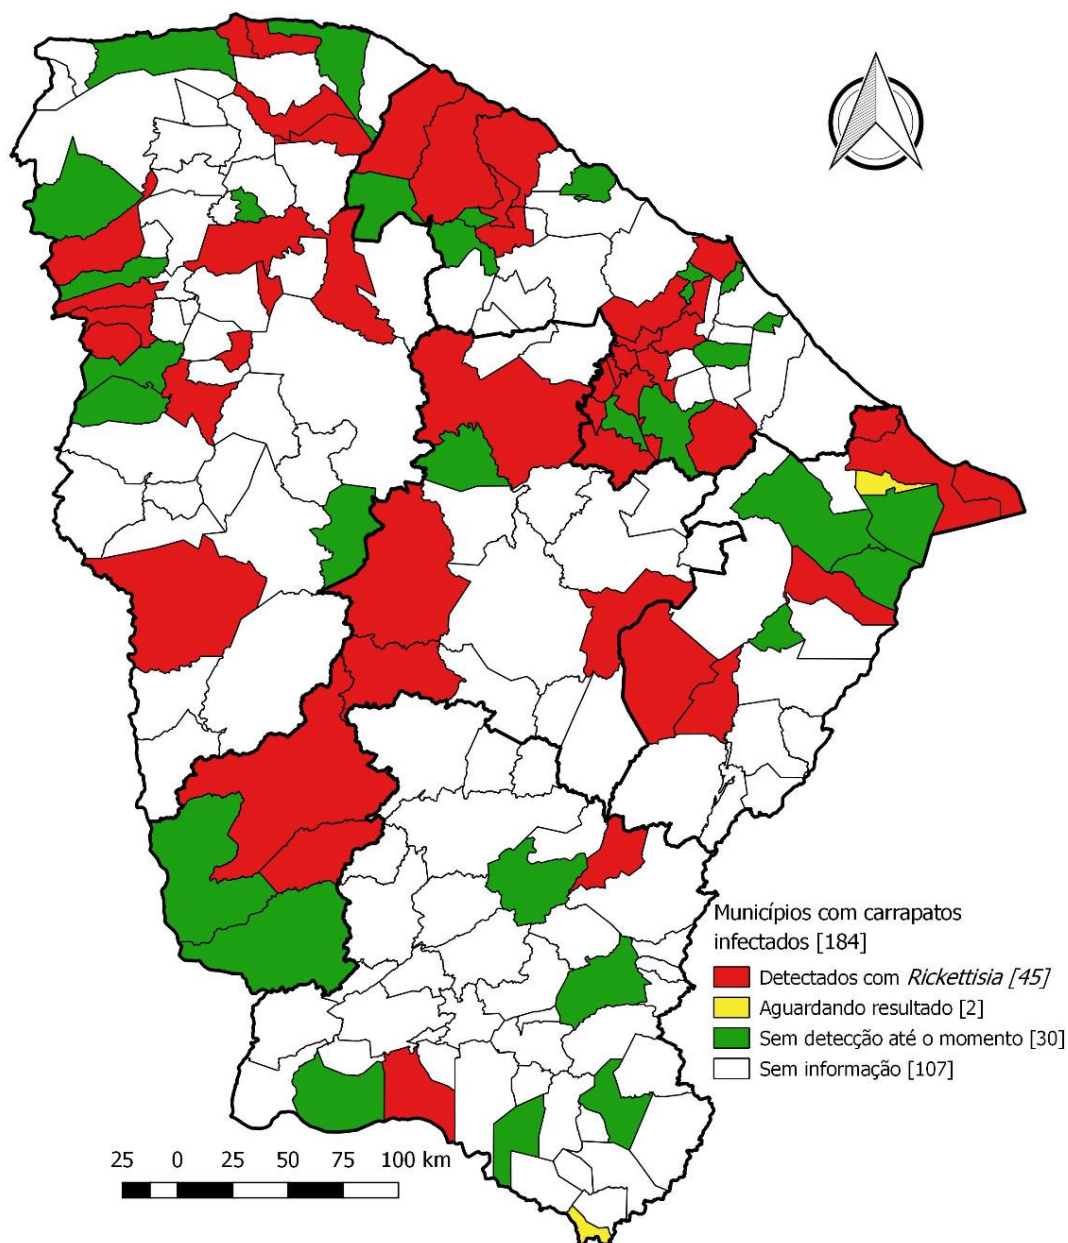 Municípios com carrapatos
infectados [184]
Detectados com Rickettisia [45]
Aguardando resultado [2]
Sem detecção até o momento [30]
Sem informação [107]
25 0 25 50 75 100 km